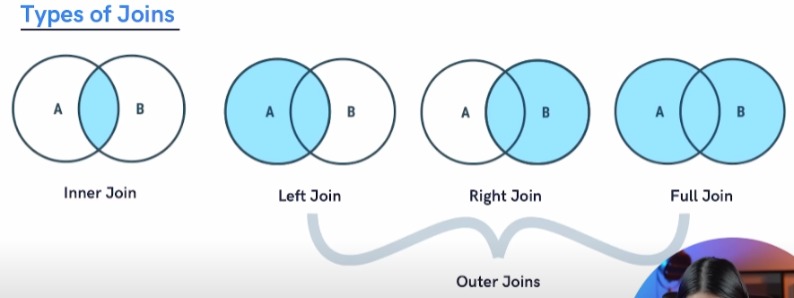 Types of Joins
A B A B A B A B
Inner Join Left Join Right Join Full Join
Outer Joins